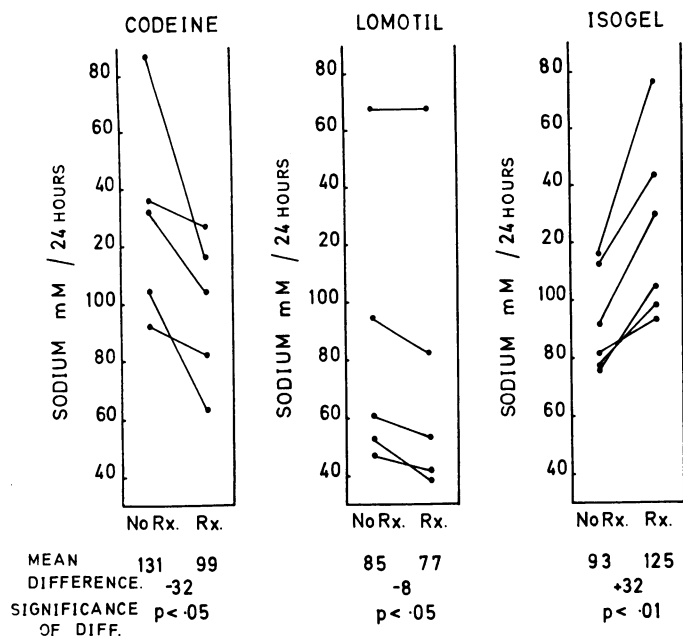 CODEINE LOMOTIL ISOGEL
SODIUM mM / 24 HOURS
80
60
40
20
100
80
60
40
No Rx. Rx.
SODIUM mM / 24 HOURS
80
60
40
20
100
80
60
40
No Rx. Rx.
SODIUM mM / 24 HOURS
80
60
40
20
100
80
60
40
No Rx. Rx.
MEAN 131 99 85 77 93 125
DIFFERENCE. -32 -8 +32
SIGNIFICANCE OF DIFF. p< ·05 p< ·05 p< ·01